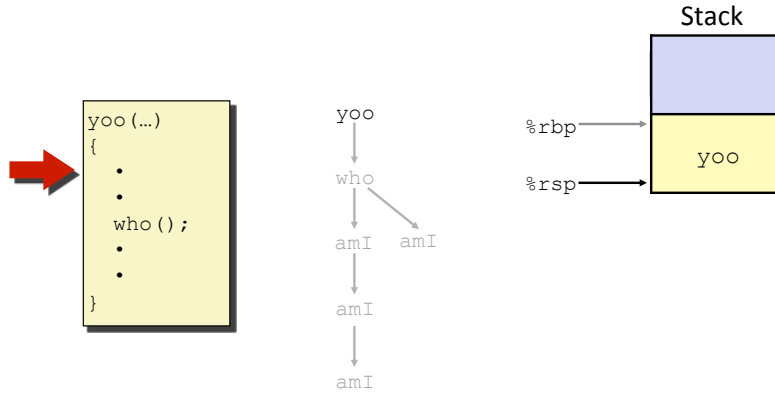 Stack
yoo(…)
{
•
•
who();
•
•
}
yoo
who
amI
amI
amI
amI
%rbp
%rsp
yoo